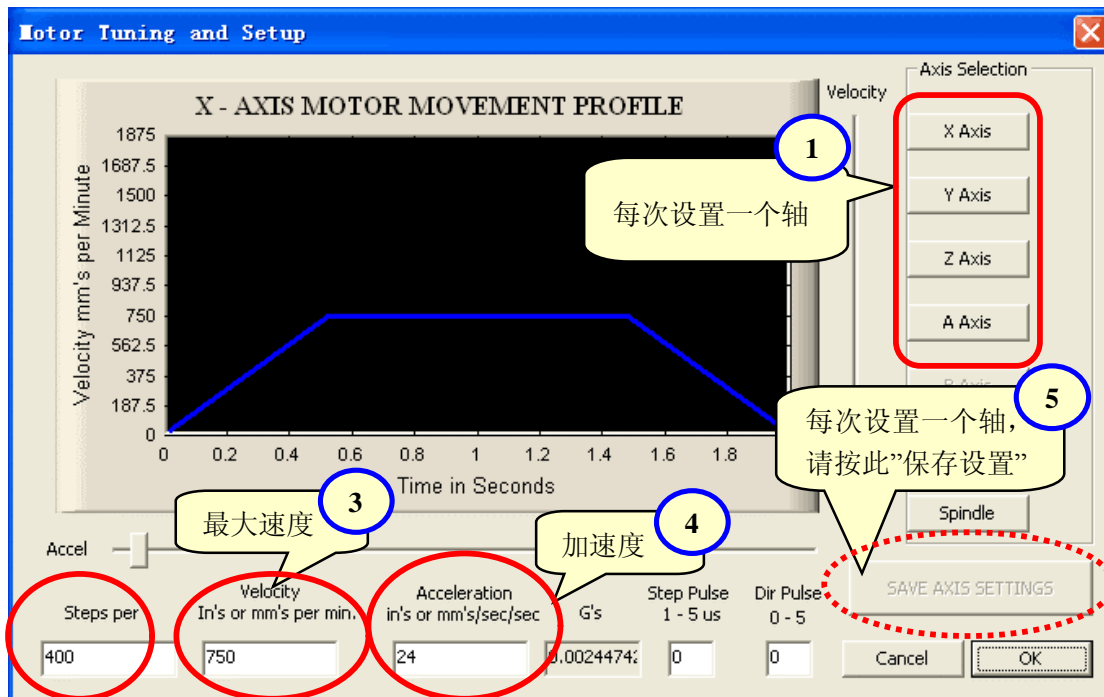 Motor Tuning and Setup
Axis Selection
Velocity
X - AXIS MOTOR MOVEMENT PROFILE
1875
1687.5
1500
1312.5
1125
937.5
750
562.5
375
187.5
0
Velocity mm's per Minute
0 0.2 0.4 0.6 0.8 1 1.2 1.4 1.6 1.8
Time in Seconds
1
每次设置一个轴
X Axis
Y Axis
Z Axis
A Axis
B Axis
5
每次设置一个轴，
请按此”保存设置”
Spindle
3
最大速度
4
加速度
Accel
Steps per
Velocity
In's or mm's per min.
Acceleration
in's or mm's/sec/sec
G's
Step Pulse
1 - 5 us
Dir Pulse
0 - 5
SAVE AXIS SETTINGS
400
750
24
0.00244742
0
0
Cancel
OK